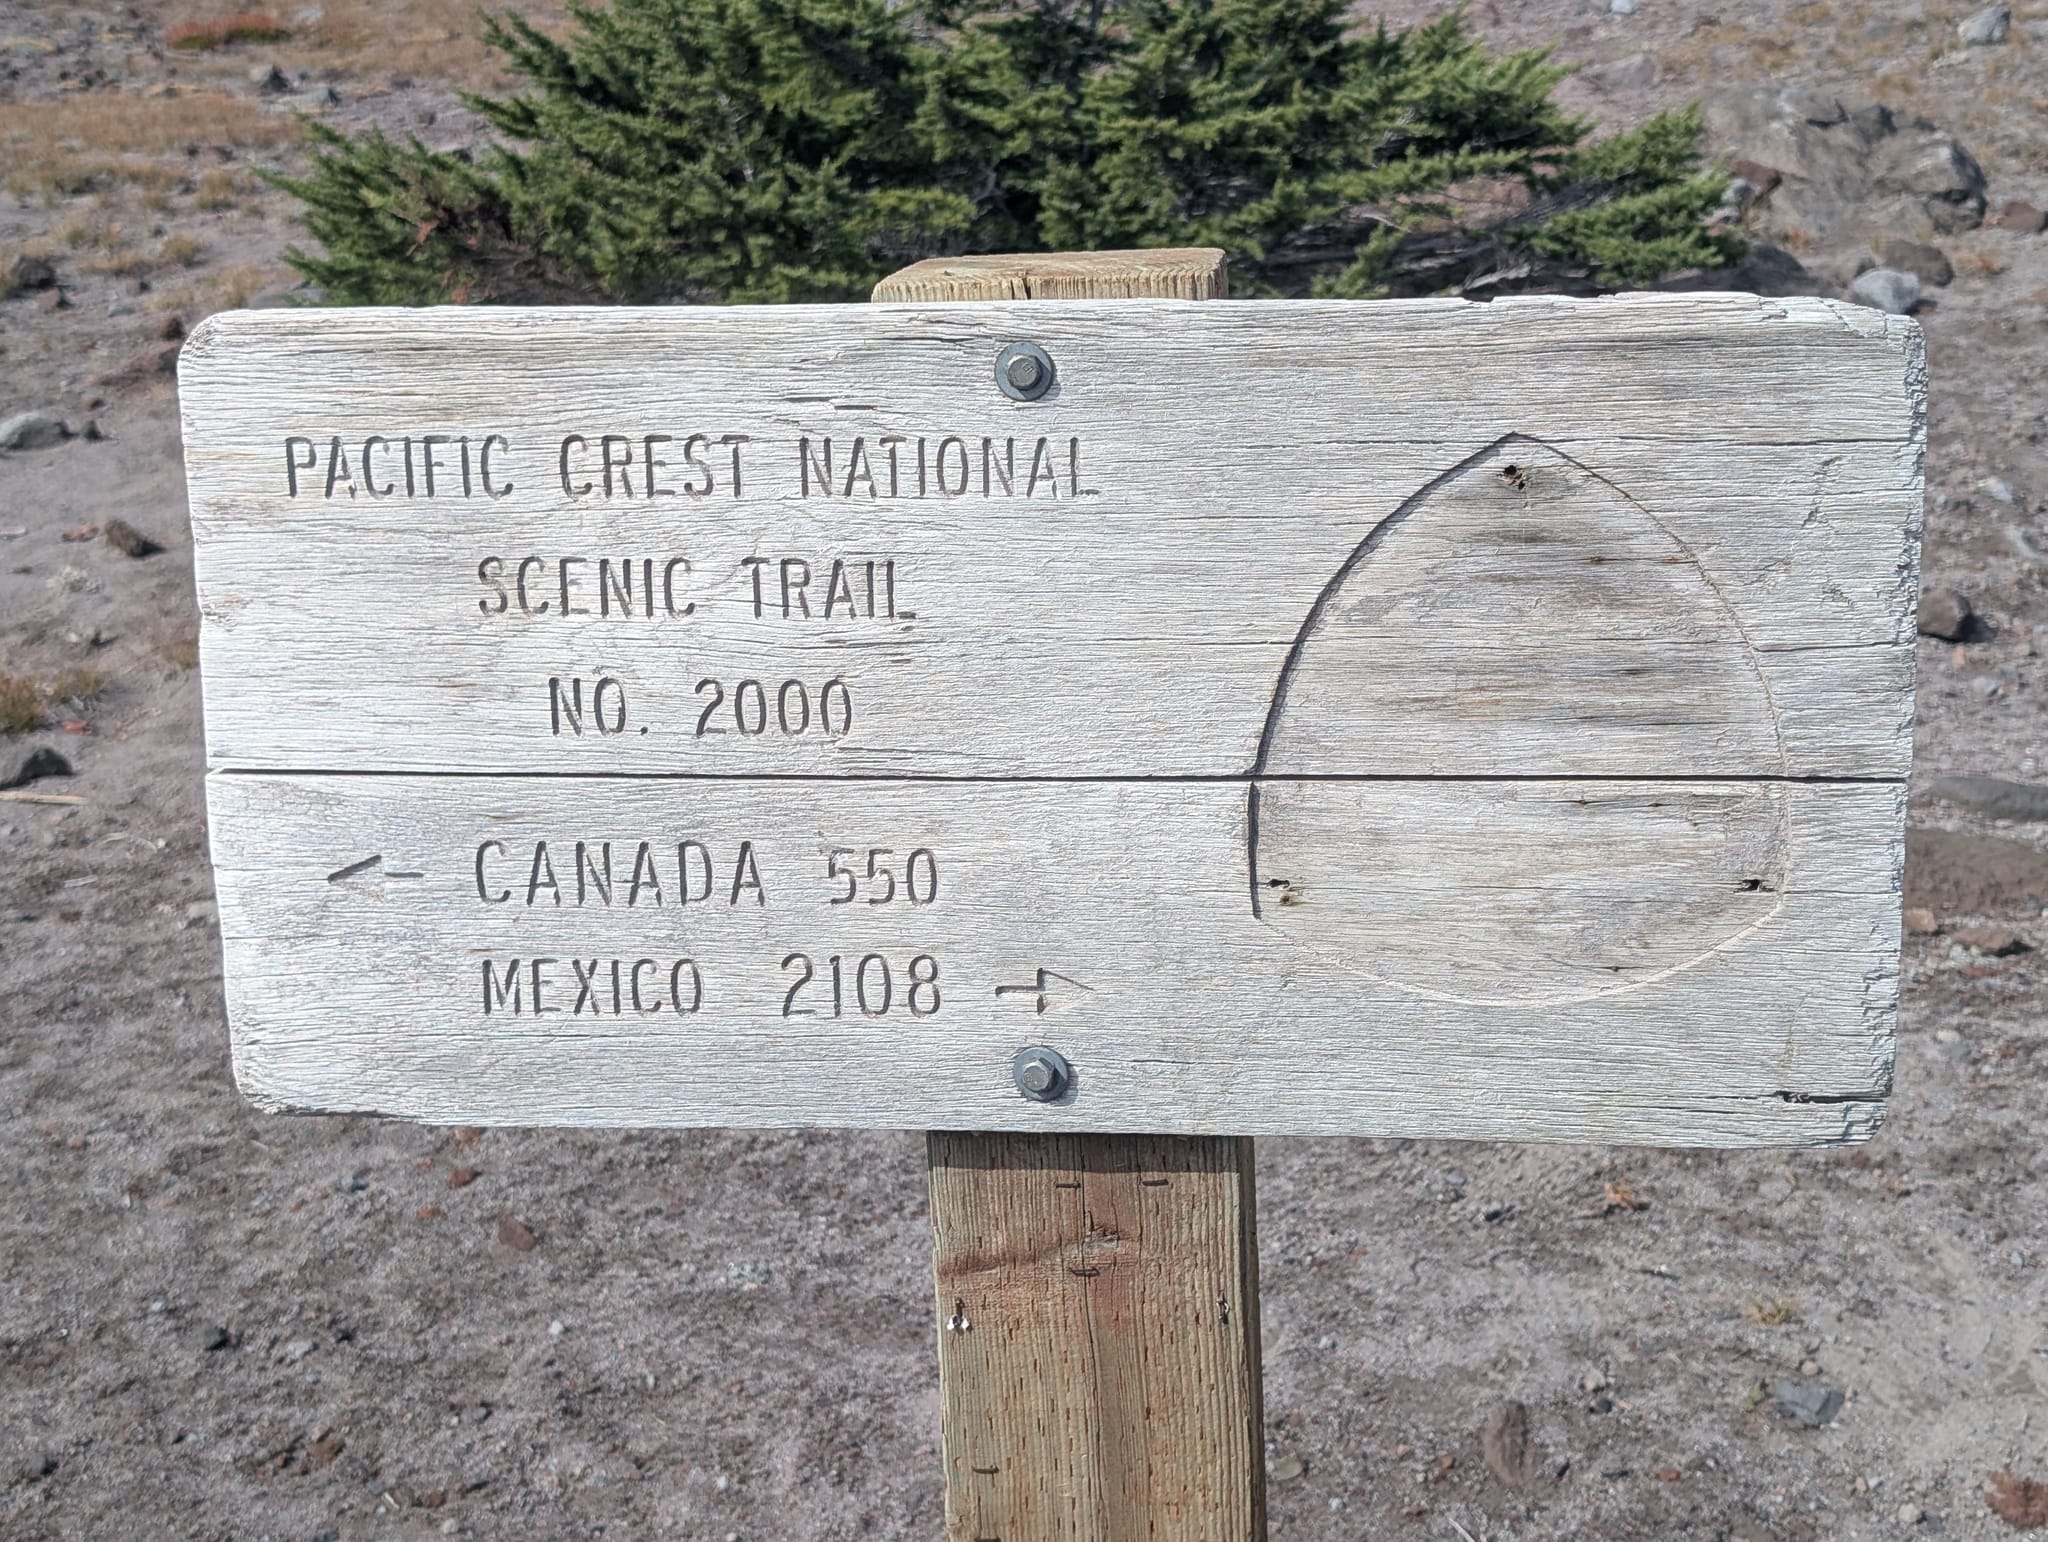 PACIFIC CREST NATIONAL
SCENIC TRAIL
NO. 2000
← CANADA 550
MEXICO 2108 →